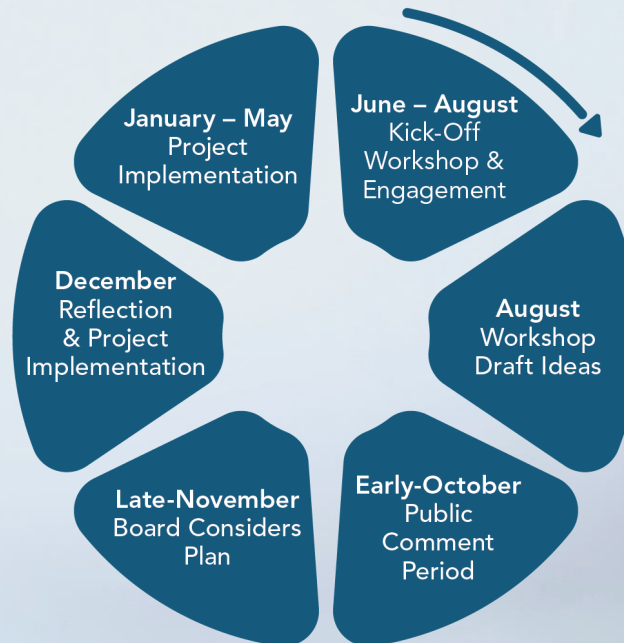 June – August
Kick-Off
Workshop &
Engagement
August
Workshop
Draft Ideas
Early-October
Public
Comment
Period
Late-November
Board Considers
Plan
December
Reflection
& Project
Implementation
January – May
Project
Implementation